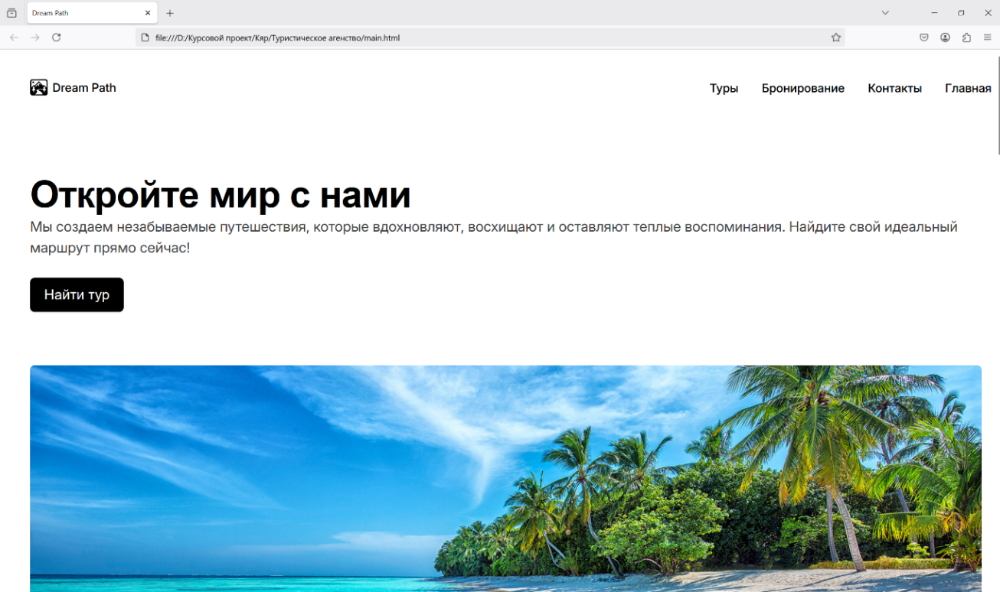 Dream Path
file:///D:/Курсовой проект/Кяр/Туристическое агенство/main.html
Dream Path
Туры Бронирование Контакты Главная
Откройте мир с нами
Мы создаем незабываемые путешествия, которые вдохновляют, восхищают и оставляют теплые воспоминания. Найдите свой идеальный
маршрут прямо сейчас!
Найти тур